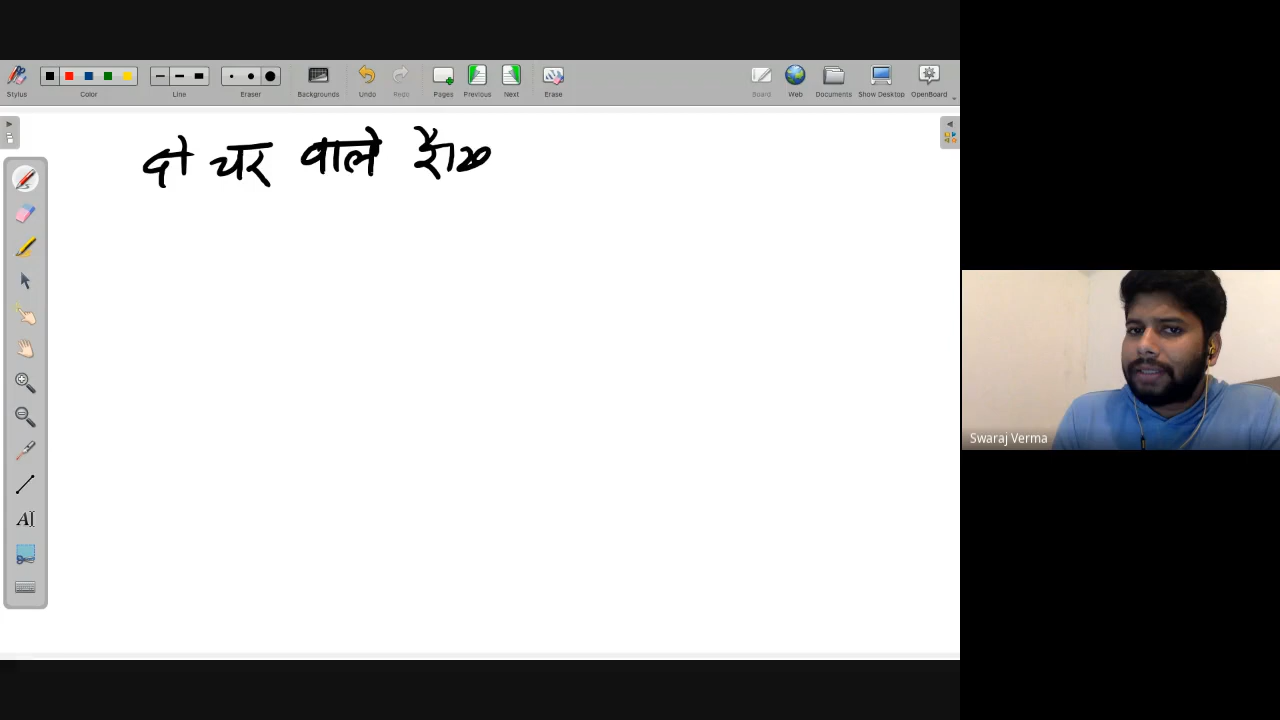 Stylus Color Line Eraser Backgrounds Undo Redo Pages Previous Next Erase Board Web Documents Show Desktop OpenBoard
दो चर वाले
Swaraj Verma